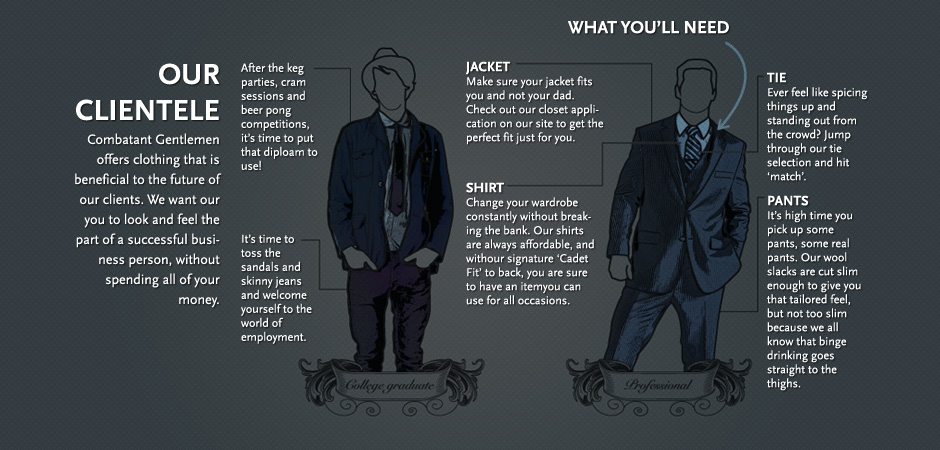 OUR
CLIENTELE
Combatant Gentlemen
offers clothing that is
beneficial to the future of
our clients. We want our
you to look and feel the
part of a successful busi-
ness person, without
spending all of your
money.
After the keg
parties, cram
sessions and
beer pong
competitions,
it's time to put
that diploam to
use!
It's time to
toss the
sandals and
skinny jeans
and welcome
yourself to the
world of
employment.
College graduate
WHAT YOU'LL NEED
JACKET
Make sure your jacket fits
you and not your dad.
Check out our closet appli-
cation on our site to get the
perfect fit just for you.
SHIRT
Change your wardrobe
constantly without break-
ing the bank. Our shirts
are always affordable, and
withour signature 'Cadet
Fit' to back, you are sure
to have an itemyou can
use for all occasions.
TIE
Ever feel like spicing
things up and
standing out from
the crowd? Jump
through our tie
selection and hit
'match'.
PANTS
It's high time you
pick up some
pants, some real
pants. Our wool
slacks are cut slim
enough to give you
that tailored feel,
but not too slim
because we all
know that binge
drinking goes
straight to the
thighs.
Professional